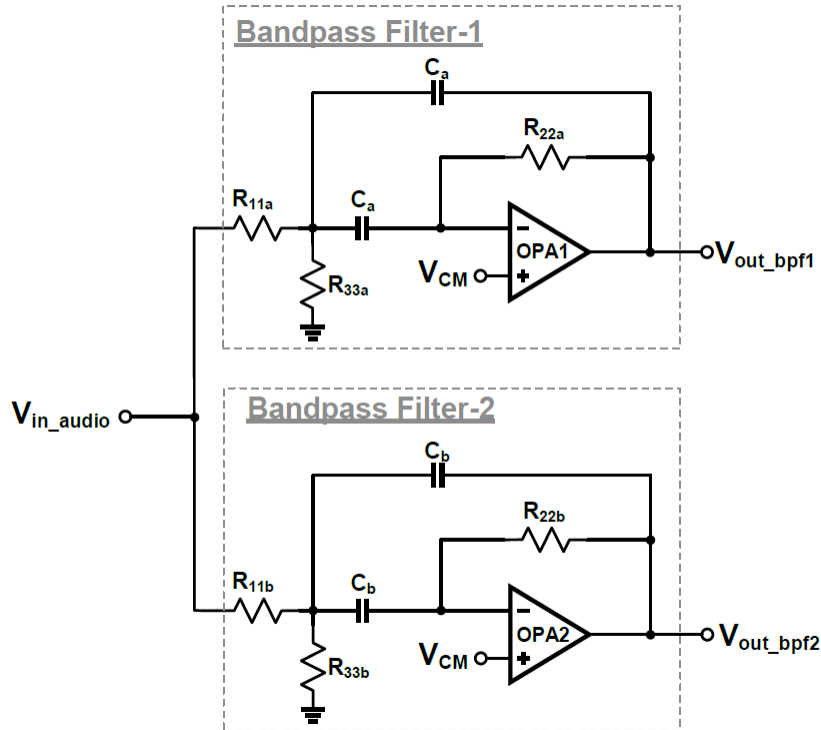 Bandpass Filter-1
Ca
R22a
R11a
Ca
OPA1
VCM
Vout_bpf1
R33a
Vin_audio
Bandpass Filter-2
Cb
R22b
R11b
Cb
OPA2
VCM
Vout_bpf2
R33b